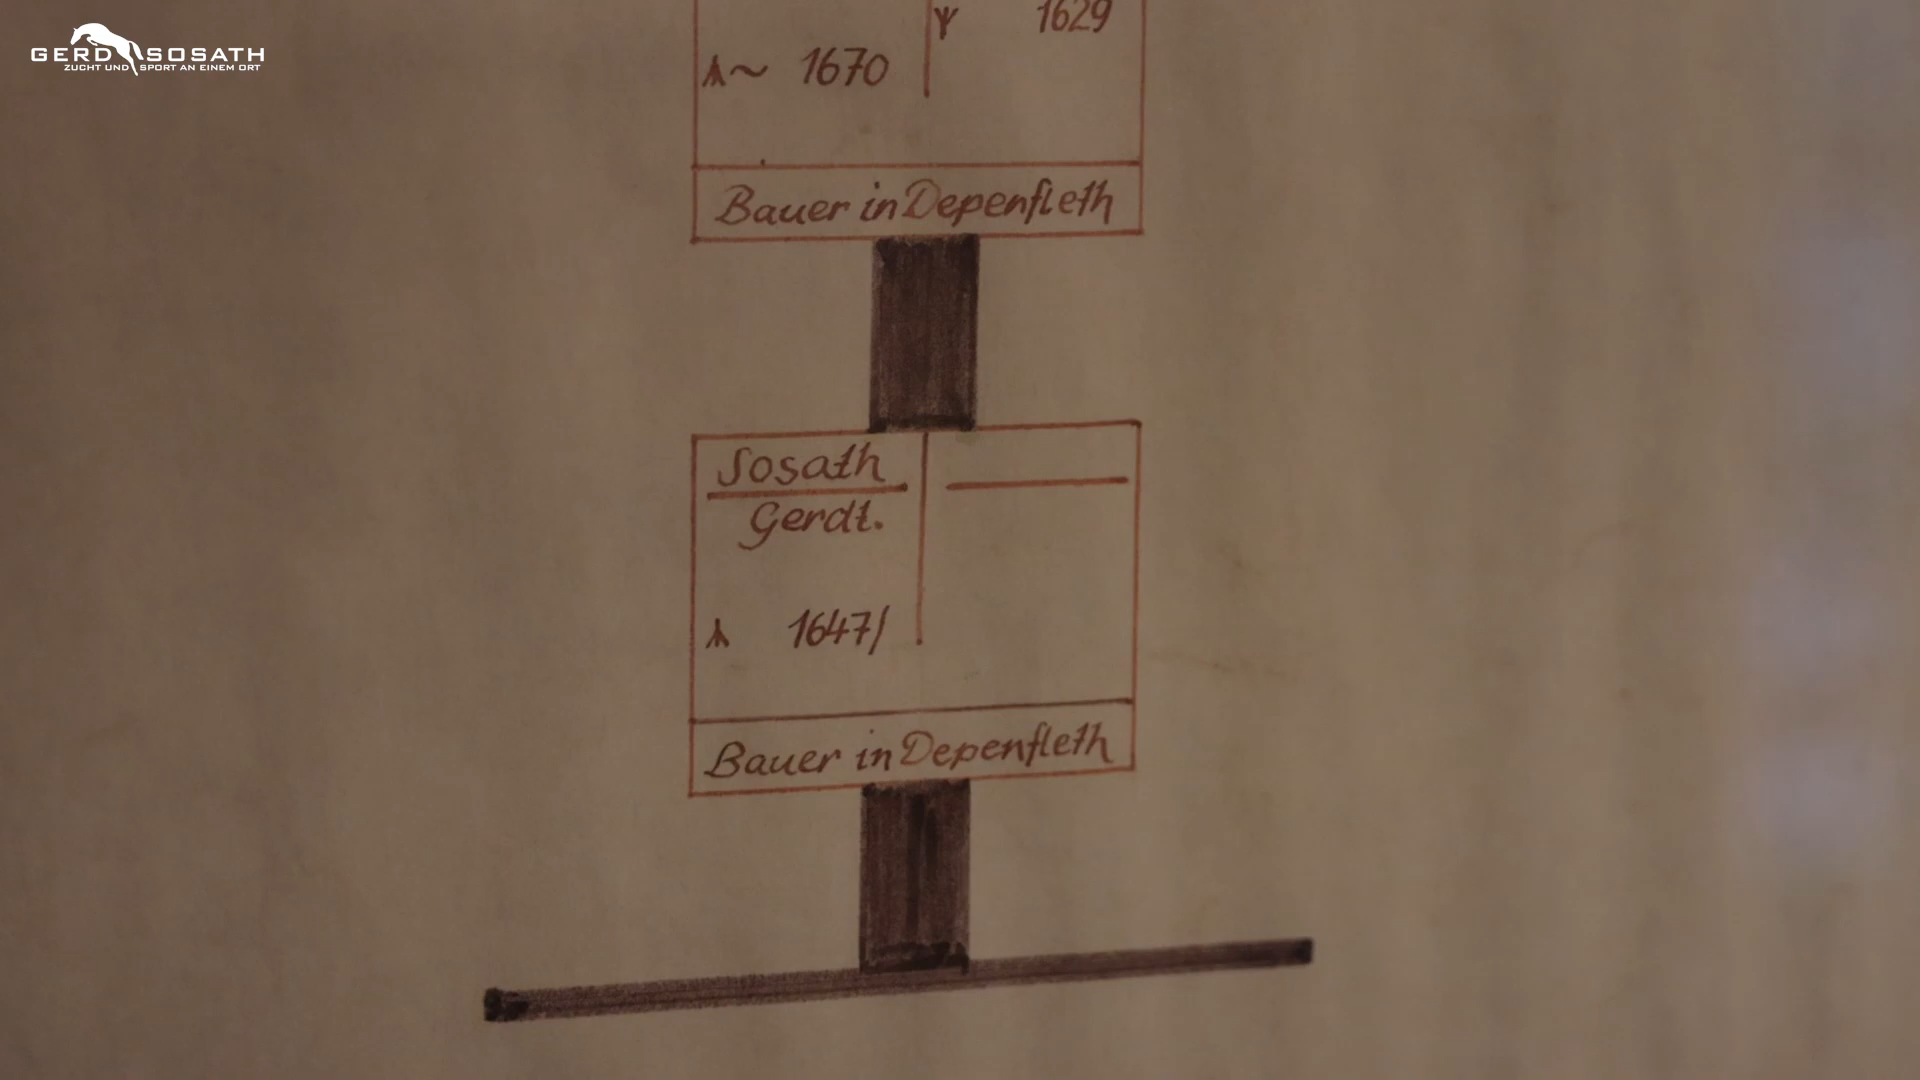 GERD SOSATH
ZUCHT UND SPORT AN EINEM ORT
1629
~ 1670
Bauer in Depenfleth
Sosath
Gerdt.
1647/
Bauer in Depenfleth